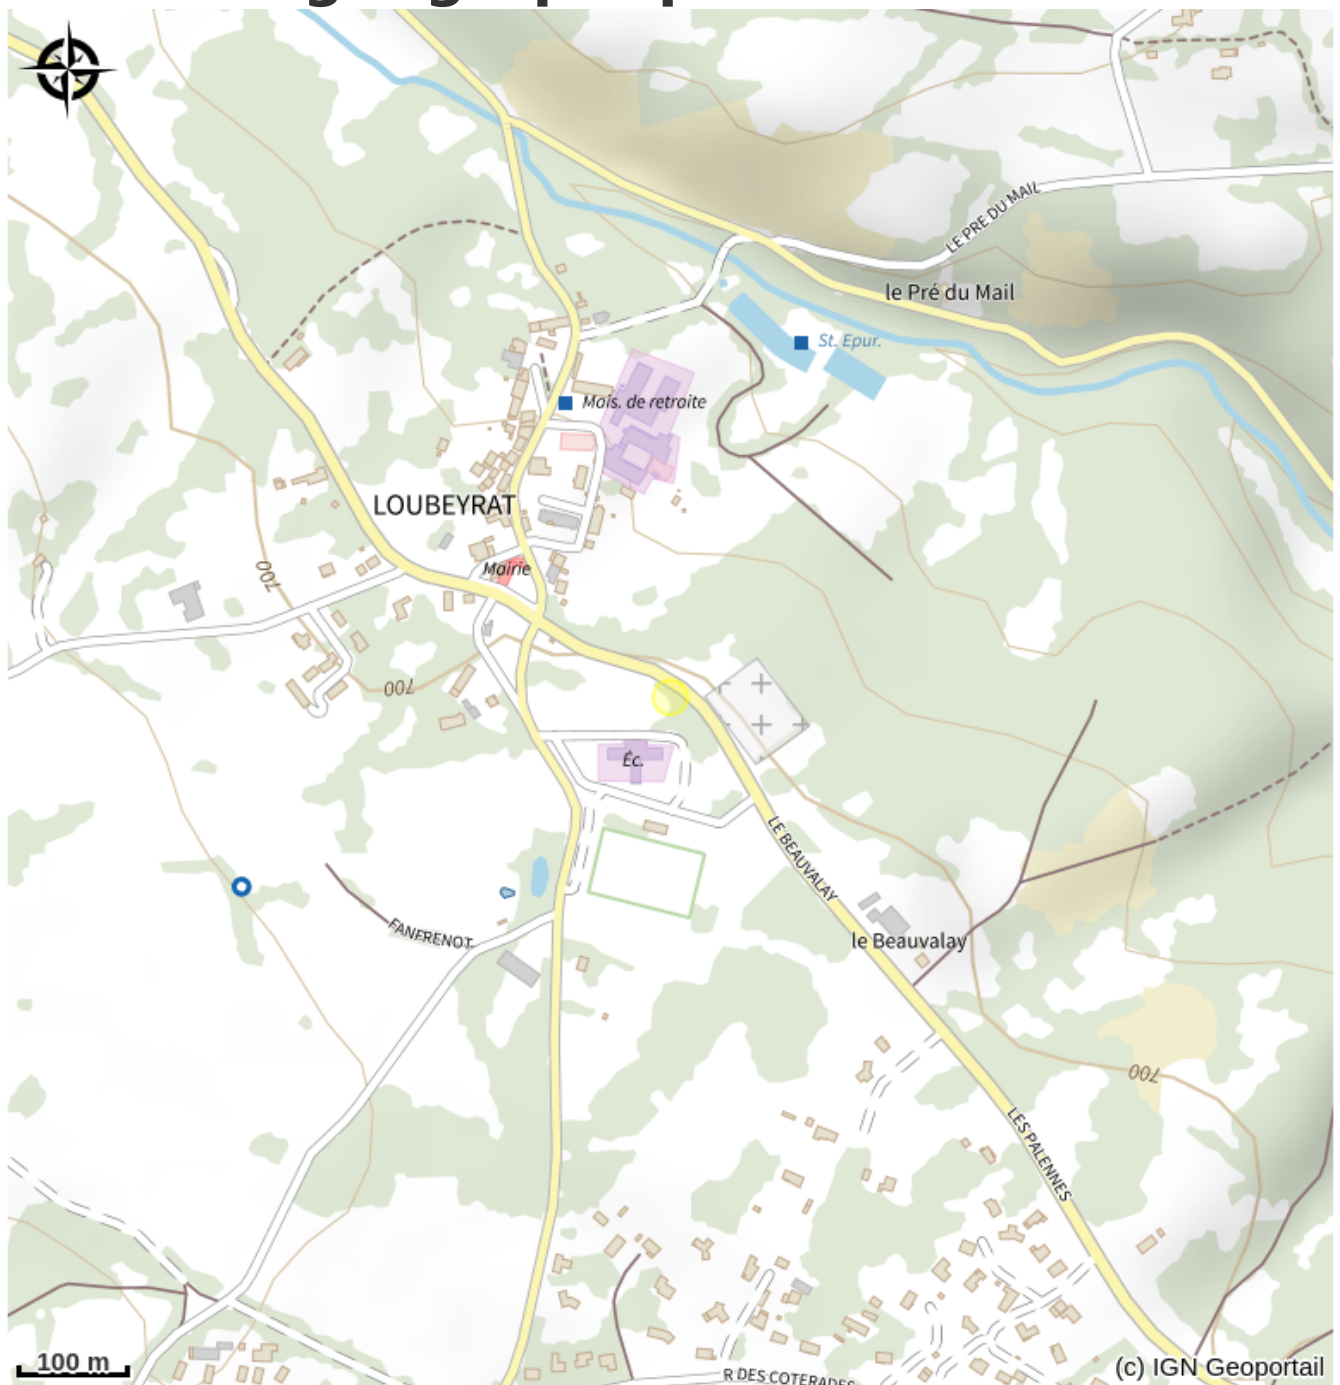 LE PRE DU MAIL
le Pré du Mail
St. Epur.
Mais. de retraite
LOUBEYRAT
Mairie
700
700
Éc.
LE BEAUVALAY
FANFRENOT
le Beauvalay
700
LES PALENNES
100 m
R DES COTERADES
(c) IGN Geoportail